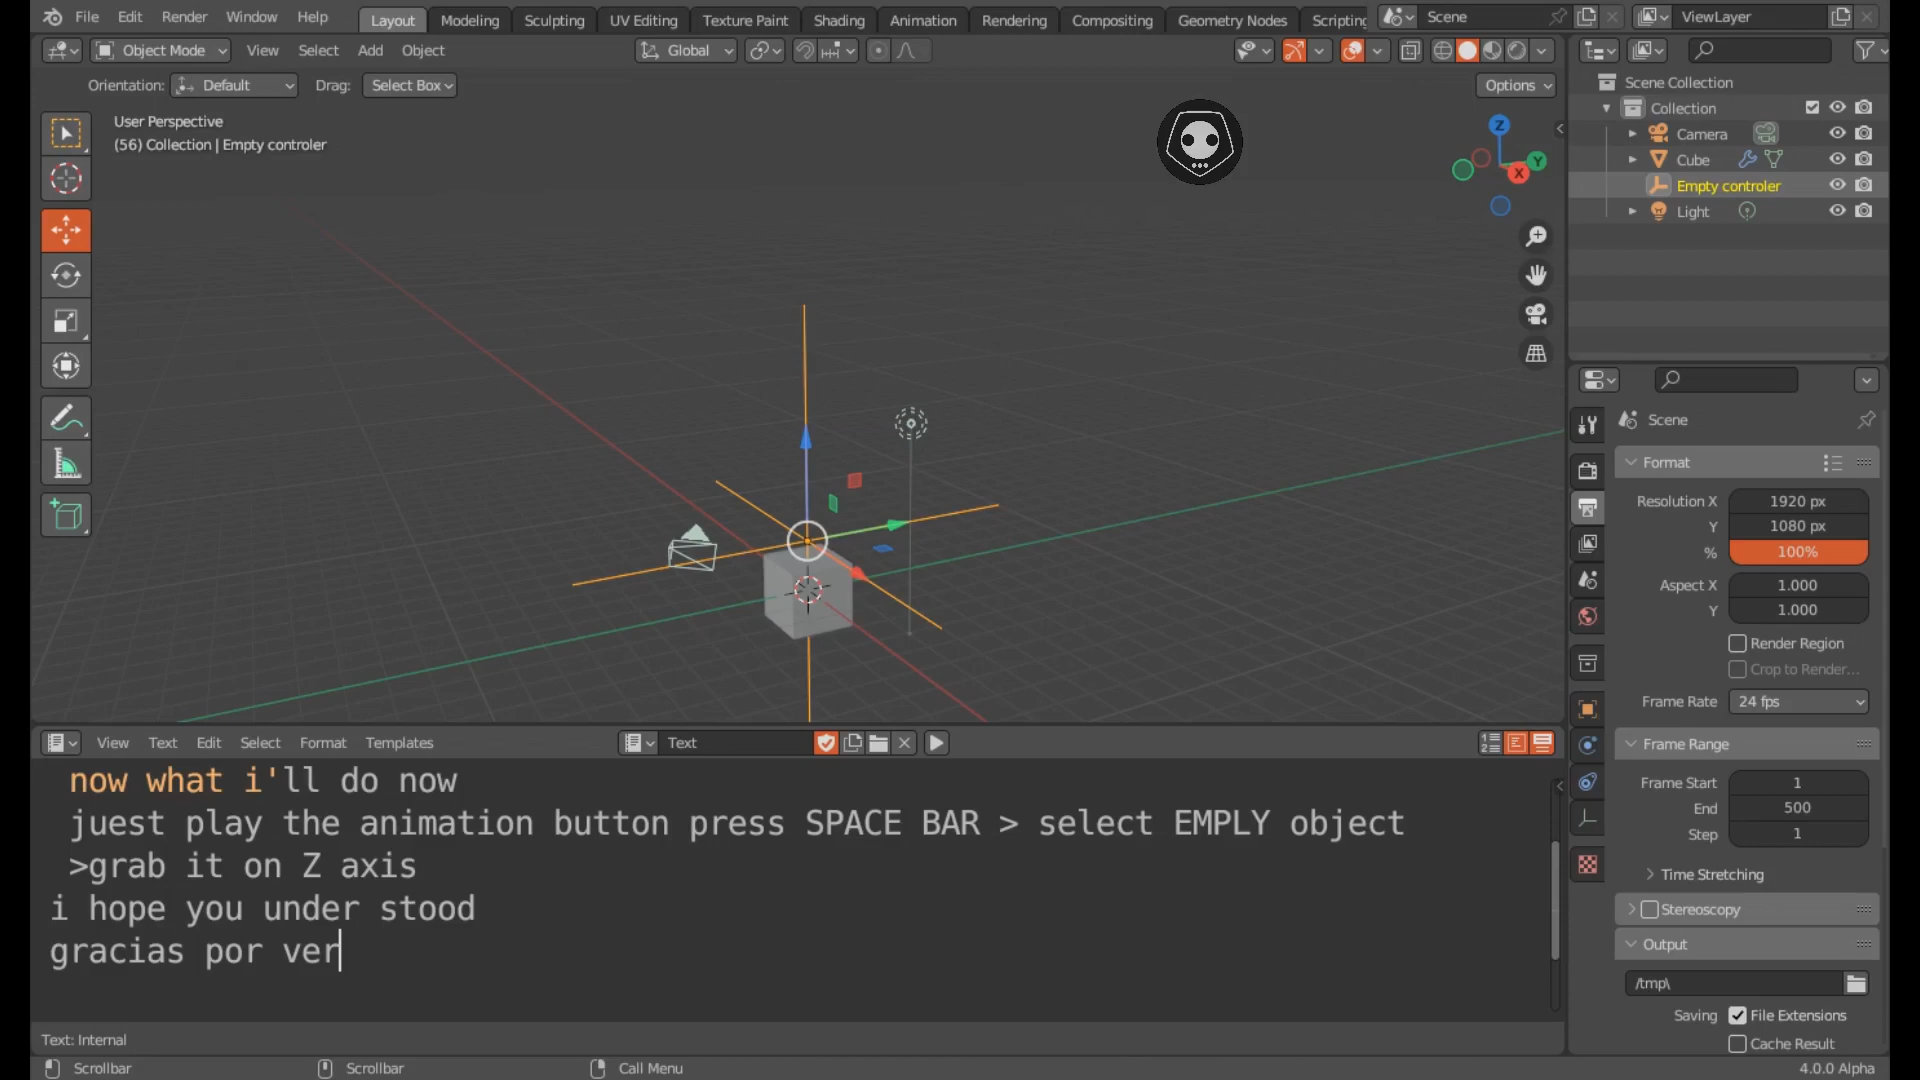 File Edit Render Window Help Layout Modeling Sculpting UV Editing Texture Paint Shading Animation Rendering Compositing Geometry Nodes Scripting Scene ViewLayer
Object Mode View Select Add Object Global
Orientation: Default Drag: Select Box Options
User Perspective
(56) Collection | Empty controler
Z
Y
X
Scene Collection
Collection
Camera
Cube
Empty controler
Light
Scene
Format
Resolution X 1920 px
Y 1080 px
% 100%
Aspect X 1.000
Y 1.000
Render Region
Crop to Render...
Frame Rate 24 fps
Frame Range
Frame Start 1
End 500
Step 1
Time Stretching
Stereoscopy
Output
/tmp\
Saving File Extensions
Cache Result
View Text Edit Select Format Templates Text
now what i'll do now
juest play the animation button press SPACE BAR > select EMPLY object
>grab it on Z axis
i hope you under stood
gracias por ver
Text: Internal
Scrollbar Scrollbar Call Menu 4.0.0 Alpha